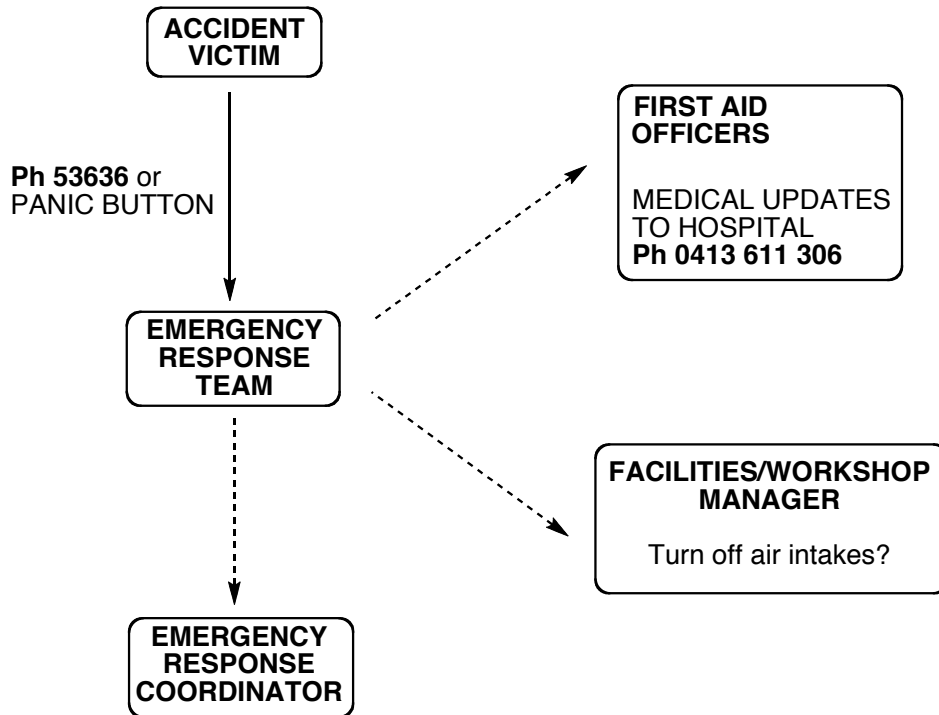 ACCIDENT
VICTIM
Ph 53636 or
PANIC BUTTON
FIRST AID
OFFICERS
MEDICAL UPDATES
TO HOSPITAL
Ph 0413 611 306
EMERGENCY
RESPONSE
TEAM
FACILITIES/WORKSHOP
MANAGER
Turn off air intakes?
EMERGENCY
RESPONSE
COORDINATOR